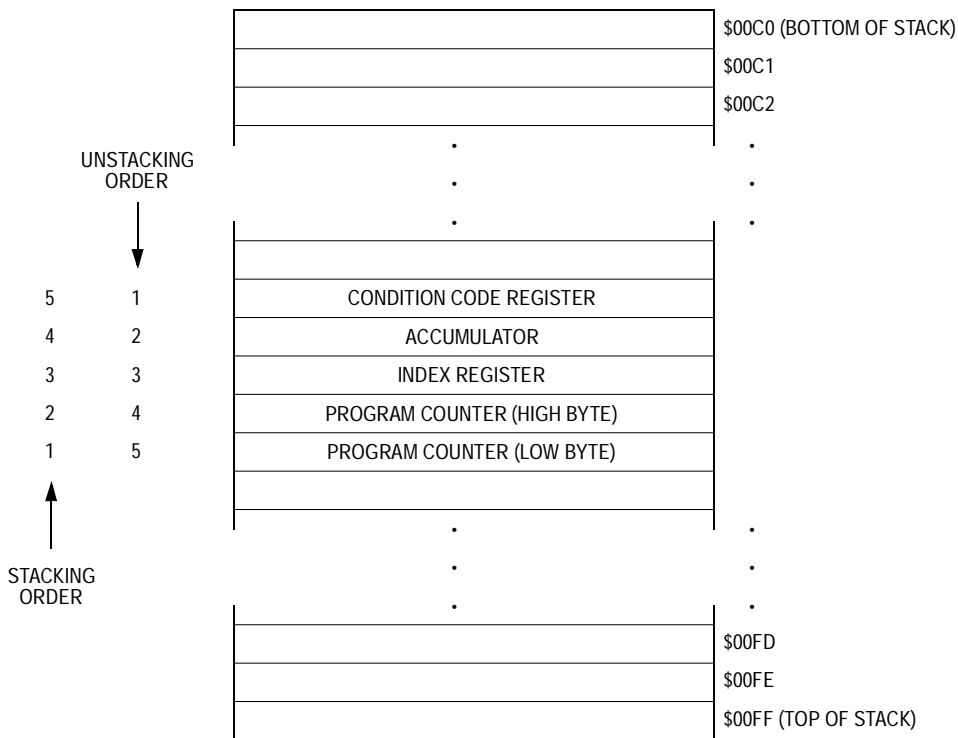 $00C0 (BOTTOM OF STACK)
$00C1
$00C2
UNSTACKING
ORDER
5 1 CONDITION CODE REGISTER
4 2 ACCUMULATOR
3 3 INDEX REGISTER
2 4 PROGRAM COUNTER (HIGH BYTE)
1 5 PROGRAM COUNTER (LOW BYTE)
STACKING
ORDER
$00FD
$00FE
$00FF (TOP OF STACK)